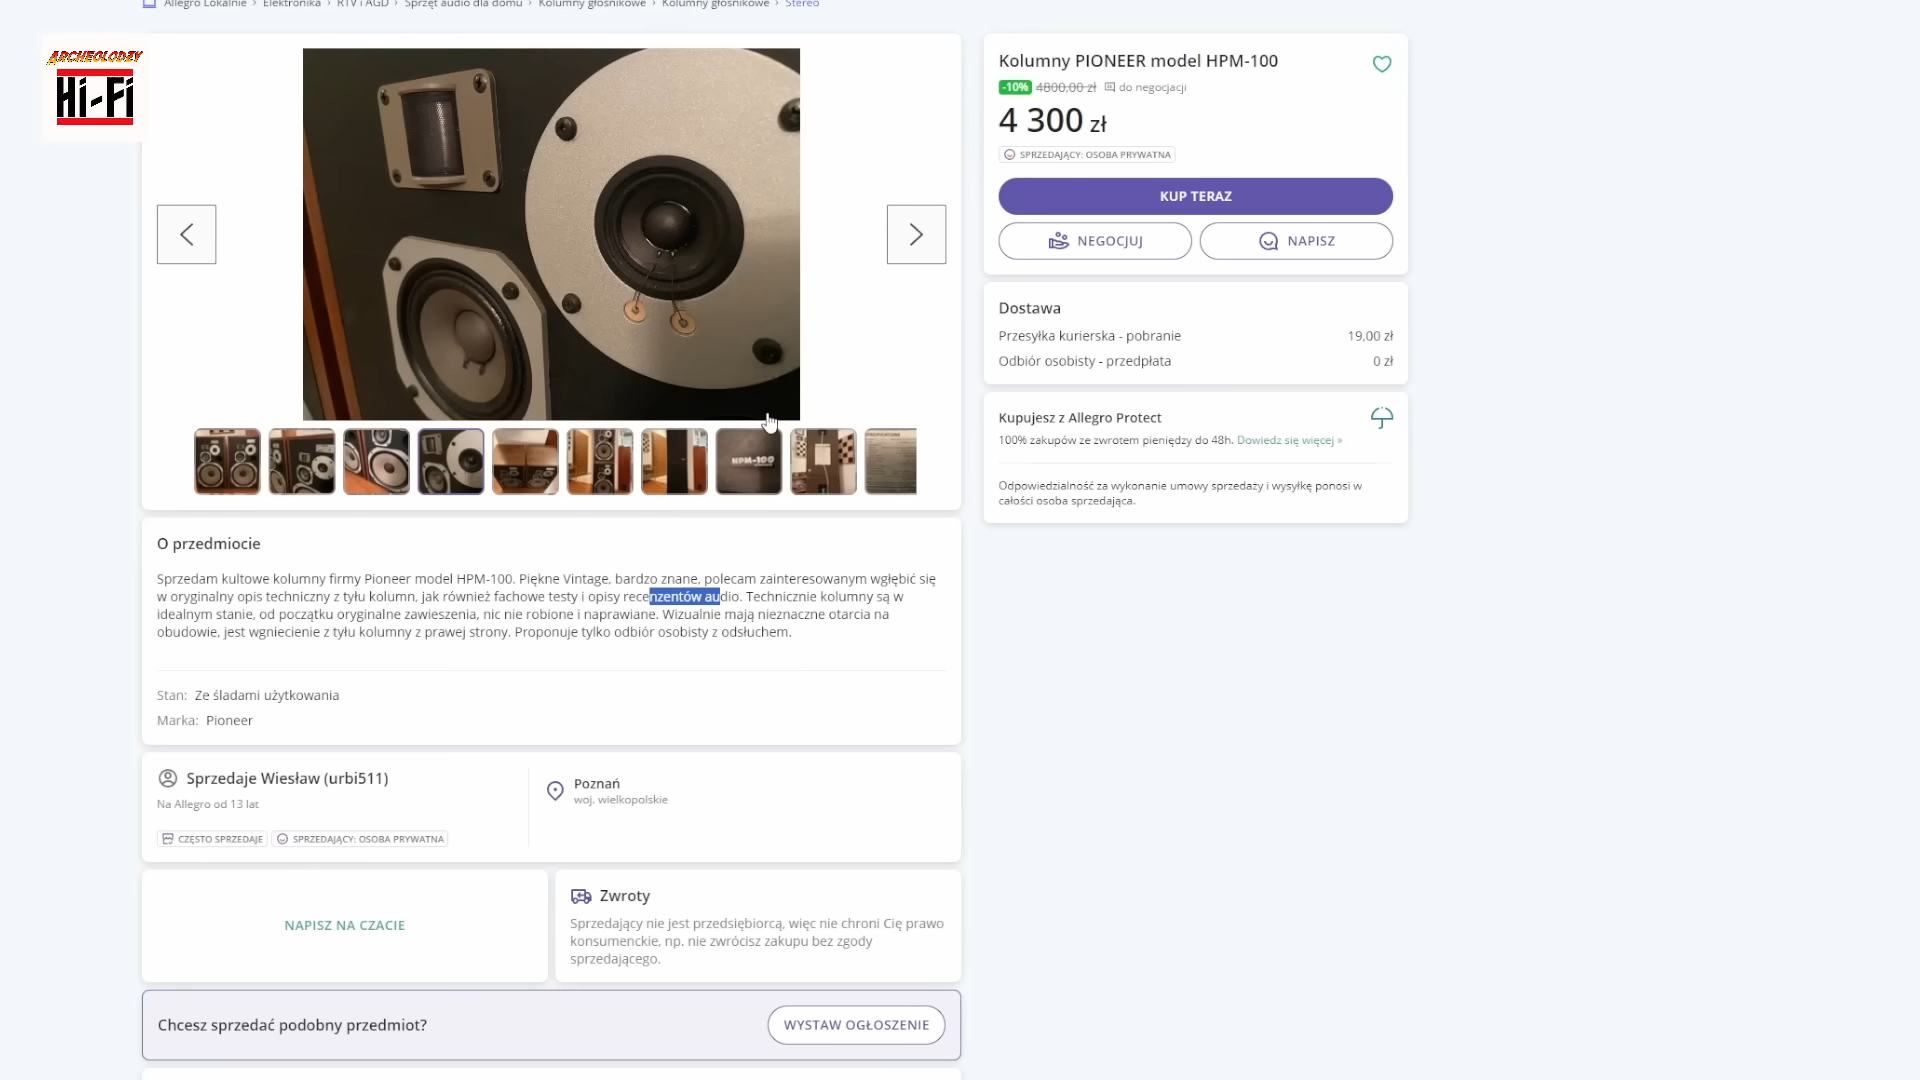 Allegro Lokalnie › Elektronika › RTV i AGD › Sprzęt audio dla domu › Kolumny głośnikowe › Kolumny głośnikowe › Stereo
ARCHEOLODZY
Hi-Fi
HPM-100
O przedmiocie
Sprzedam kultowe kolumny firmy Pioneer model HPM-100. Piękne Vintage, bardzo znane, polecam zainteresowanym wgłębić się
w oryginalny opis techniczny z tyłu kolumn, jak również fachowe testy i opisy recenzentów audio. Technicznie kolumny są w
idealnym stanie, od początku oryginalne zawieszenia, nic nie robione i naprawiane. Wizualnie mają nieznaczne otarcia na
obudowie, jest wgniecienie z tyłu kolumny z prawej strony. Proponuje tylko odbiór osobisty z odsłuchem.
Stan: Ze śladami użytkowania
Marka: Pioneer
Sprzedaje Wiesław (urbi511)
Na Allegro od 13 lat
CZĘSTO SPRZEDAJE
SPRZEDAJĄCY: OSOBA PRYWATNA
Poznań
woj. wielkopolskie
NAPISZ NA CZACIE
Zwroty
Sprzedający nie jest przedsiębiorcą, więc nie chroni Cię prawo
konsumenckie, np. nie zwrócisz zakupu bez zgody
sprzedającego.
Chcesz sprzedać podobny przedmiot?
WYSTAW OGŁOSZENIE
Kolumny PIONEER model HPM-100
-10% 4800,00 zł do negocjacji
4 300 zł
SPRZEDAJĄCY: OSOBA PRYWATNA
KUP TERAZ
NEGOCJUJ
NAPISZ
Dostawa
Przesyłka kurierska - pobranie 19,00 zł
Odbiór osobisty - przedpłata 0 zł
Kupujesz z Allegro Protect
100% zakupów ze zwrotem pieniędzy do 48h. Dowiedz się więcej »
Odpowiedzialność za wykonanie umowy sprzedaży i wysyłkę ponosi w
całości osoba sprzedająca.